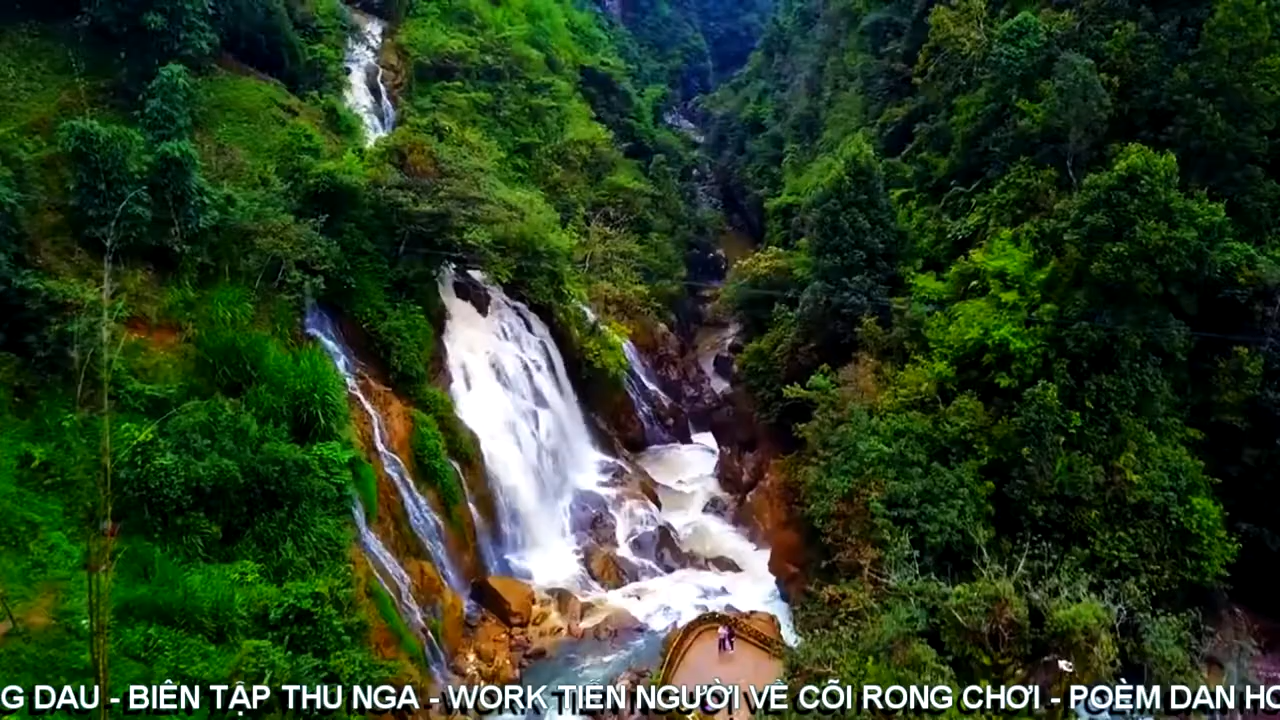 G DAU - BIÊN TẬP THU NGA - WORK TIỄN NGƯỜI VỀ CÕI RONG CHƠI - POÈM DAN HO